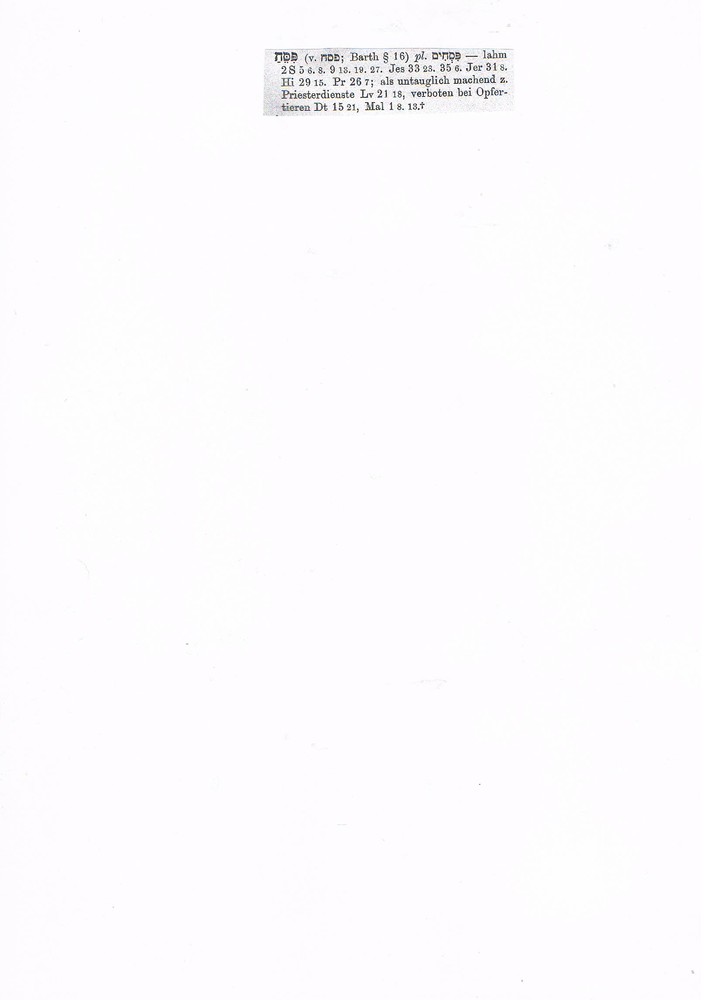 פִּסֵּחַ (v. פסח; Barth § 16) pl. פִּסְחִים — lahm
2 S 5 6. 8. 9 13. 19. 27. Jes 33 23. 35 6. Jer 31 8.
Hi 29 15. Pr 26 7; als untauglich machend z.
Priesterdienste Lv 21 18, verboten bei Opfer-
tieren Dt 15 21, Mal 1 8. 13.†